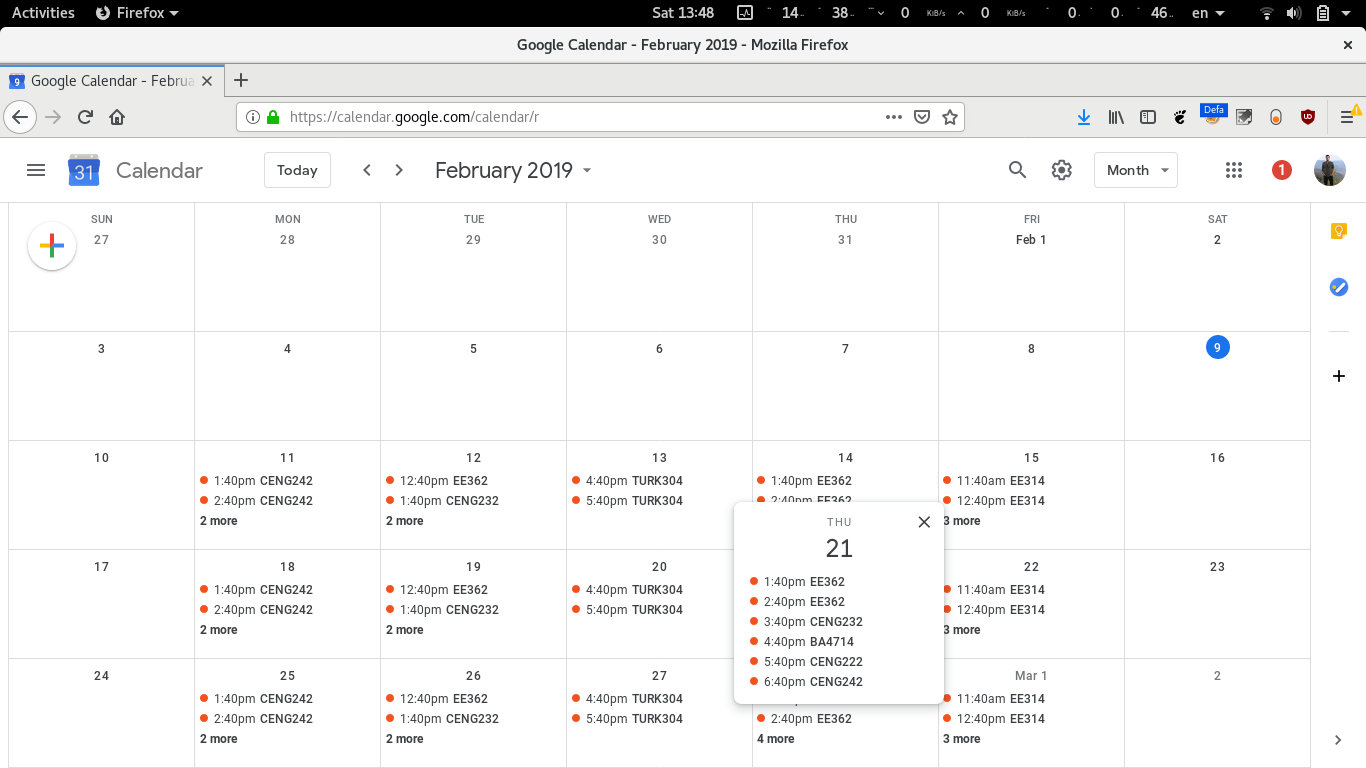 Activities Firefox Sat 13:48 14.. 38.. 0 KiB/s 0 KiB/s 0. 0. 46.. en
Google Calendar - February 2019 - Mozilla Firefox
Google Calendar - Februa
https://calendar.google.com/calendar/r Defa
31 Calendar Today February 2019 Month 1
SUN MON TUE WED THU FRI SAT
27 28 29 30 31 Feb 1 2
3 4 5 6 7 8 9
10 11 12 13 14 15 16
1:40pm CENG242 12:40pm EE362 4:40pm TURK304 1:40pm EE362 11:40am EE314
2:40pm CENG242 1:40pm CENG232 5:40pm TURK304 2:40pm EE362 12:40pm EE314
2 more 2 more 3 more
THU
21
1:40pm EE362
2:40pm EE362
3:40pm CENG232
4:40pm BA4714
5:40pm CENG222
6:40pm CENG242
17 18 19 20 22 23
1:40pm CENG242 12:40pm EE362 4:40pm TURK304 11:40am EE314
2:40pm CENG242 1:40pm CENG232 5:40pm TURK304 12:40pm EE314
2 more 2 more 3 more
24 25 26 27 Mar 1 2
1:40pm CENG242 12:40pm EE362 4:40pm TURK304 11:40am EE314
2:40pm CENG242 1:40pm CENG232 5:40pm TURK304 2:40pm EE362 12:40pm EE314
2 more 2 more 4 more 3 more